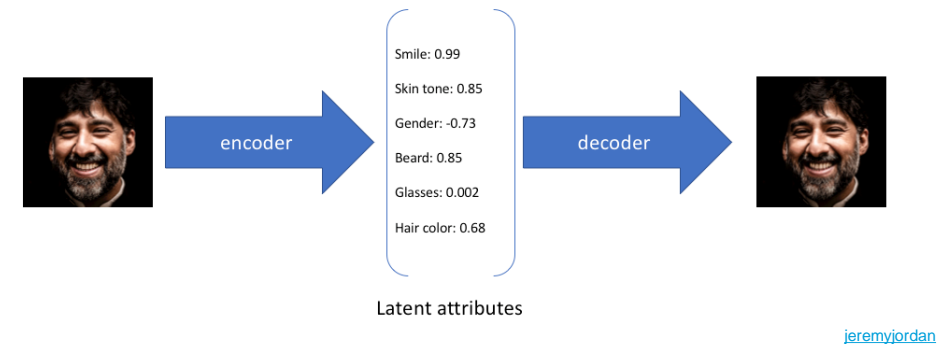 Smile: 0.99
Skin tone: 0.85
Gender: -0.73
Beard: 0.85
Glasses: 0.002
Hair color: 0.68
encoder
decoder
Latent attributes
jeremyjordan